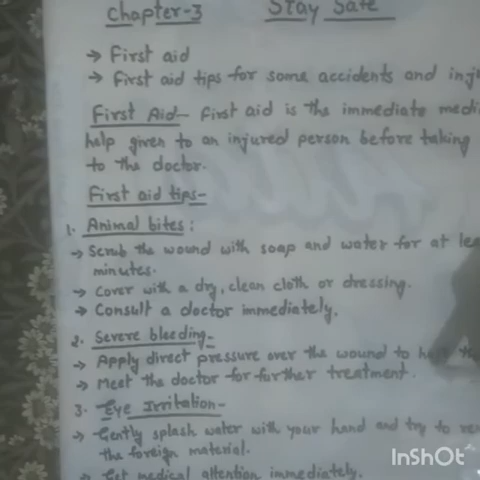 Chapter-3 Stay Safe
→ First aid
→ First aid tips for some accidents and inju
First Aid- First aid is the immediate medi
help given to an injured person before taking
to the doctor.
First aid tips-
1. Animal bites:
→ Scrub the wound with soap and water for at lea
minutes.
→ Cover with a dry, clean cloth or dressing.
→ Consult a doctor immediately.
2. Severe bleeding-
→ Apply direct pressure over the wound to
→ Meet the doctor for further treatment.
3. Eye Irritation-
→ Gently splash water with your hand and try to rem
the foreign material.
→ Get medical attention immediately.
InShOt